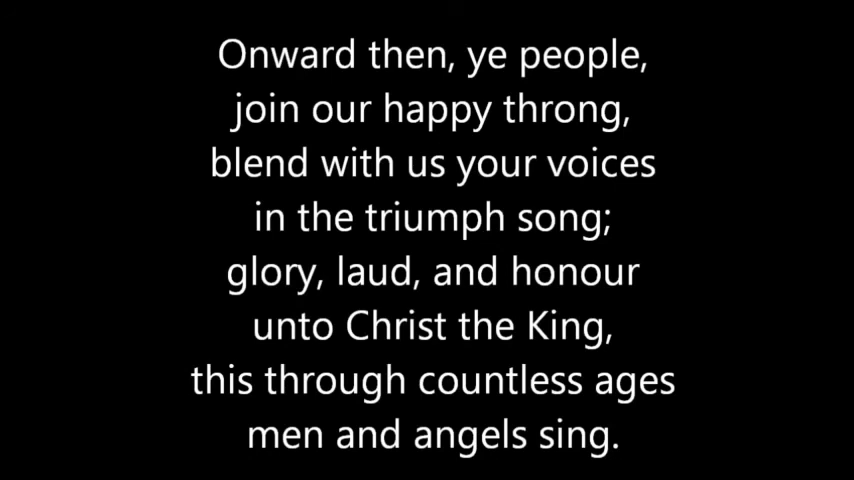 Onward then, ye people,
join our happy throng,
blend with us your voices
in the triumph song;
glory, laud, and honour
unto Christ the King,
this through countless ages
men and angels sing.